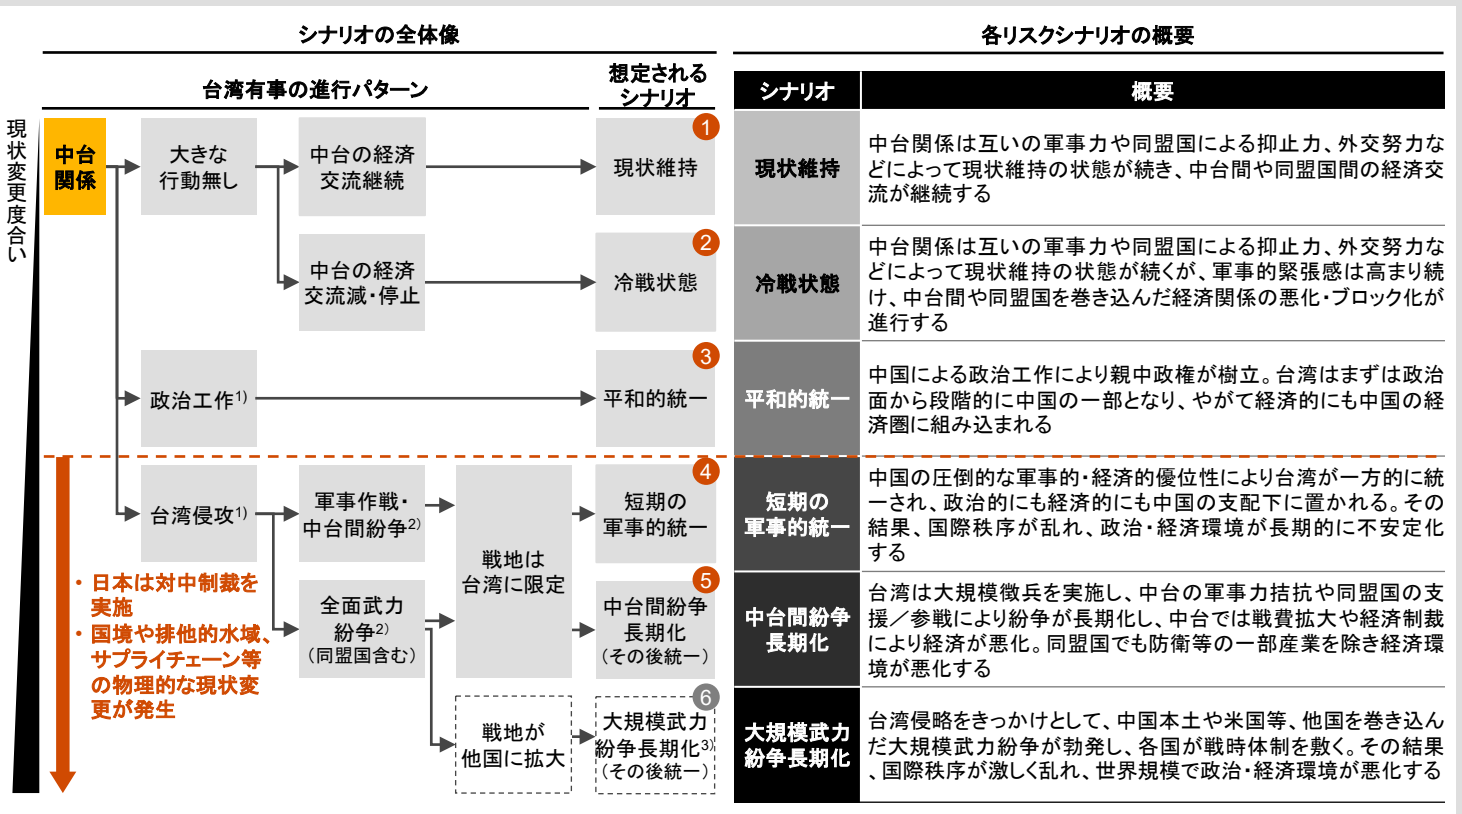 シナリオの全体像
台湾有事の進行パターン
想定される
シナリオ
現状変更度合い
中台
関係
大きな
行動無し
中台の経済
交流継続
1
現状維持
中台の経済
交流減・停止
2
冷戦状態
政治工作1)
3
平和的統一
台湾侵攻1)
軍事作戦・
中台間紛争2)
戦地は
台湾に限定
4
短期の
軍事的統一
全面武力
紛争2)
（同盟国含む）
5
中台間紛争
長期化
（その後統一）
戦地が
他国に拡大
6
大規模武力
紛争長期化3)
（その後統一）
・日本は対中制裁を
実施
・国境や排他的水域、
サプライチェーン等
の物理的な現状変
更が発生
各リスクシナリオの概要
シナリオ
概要
現状維持
中台関係は互いの軍事力や同盟国による抑止力、外交努力な
どによって現状維持の状態が続き、中台間や同盟国間の経済交
流が継続する
冷戦状態
中台関係は互いの軍事力や同盟国による抑止力、外交努力な
どによって現状維持の状態が続くが、軍事的緊張感は高まり続
け、中台間や同盟国を巻き込んだ経済関係の悪化・ブロック化が
進行する
平和的統一
中国による政治工作により親中政権が樹立。台湾はまずは政治
面から段階的に中国の一部となり、やがて経済的にも中国の経
済圏に組み込まれる
短期の
軍事的統一
中国の圧倒的な軍事的・経済的優位性により台湾が一方的に統
一され、政治的にも経済的にも中国の支配下に置かれる。その
結果、国際秩序が乱れ、政治・経済環境が長期的に不安定化
する
中台間紛争
長期化
台湾は大規模徴兵を実施し、中台の軍事力拮抗や同盟国の支
援／参戦により紛争が長期化し、中台では戦費拡大や経済制裁
により経済が悪化。同盟国でも防衛等の一部産業を除き経済環
境が悪化する
大規模武力
紛争長期化
台湾侵略をきっかけとして、中国本土や米国等、他国を巻き込ん
だ大規模武力紛争が勃発し、各国が戦時体制を敷く。その結果
、国際秩序が激しく乱れ、世界規模で政治・経済環境が悪化する